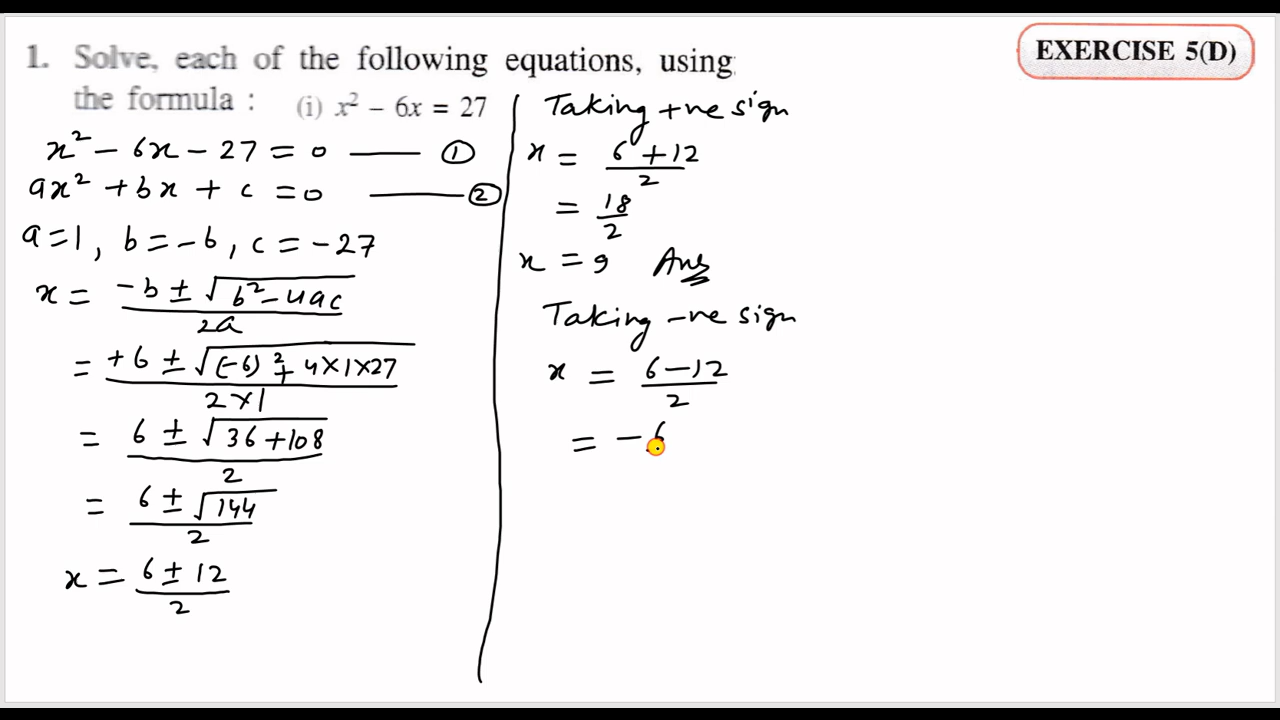 EXERCISE 5(D)
1. Solve, each of the following equations, using
the formula : (i) x² – 6x = 27
x² – 6x – 27 = 0 —— ①
ax² + bx + c = 0 —— ②
a=1, b=-6, c=-27
x = (-b ± √(b²-4ac))/2a
= (+6 ± √((-6)² + 4×1×27))/(2×1)
= (6 ± √(36+108))/2
= (6 ± √144)/2
x = (6 ± 12)/2
Taking +ve sign
x = (6+12)/2
= 18/2
x = 9 Ans
Taking -ve sign
x = (6-12)/2
= -6